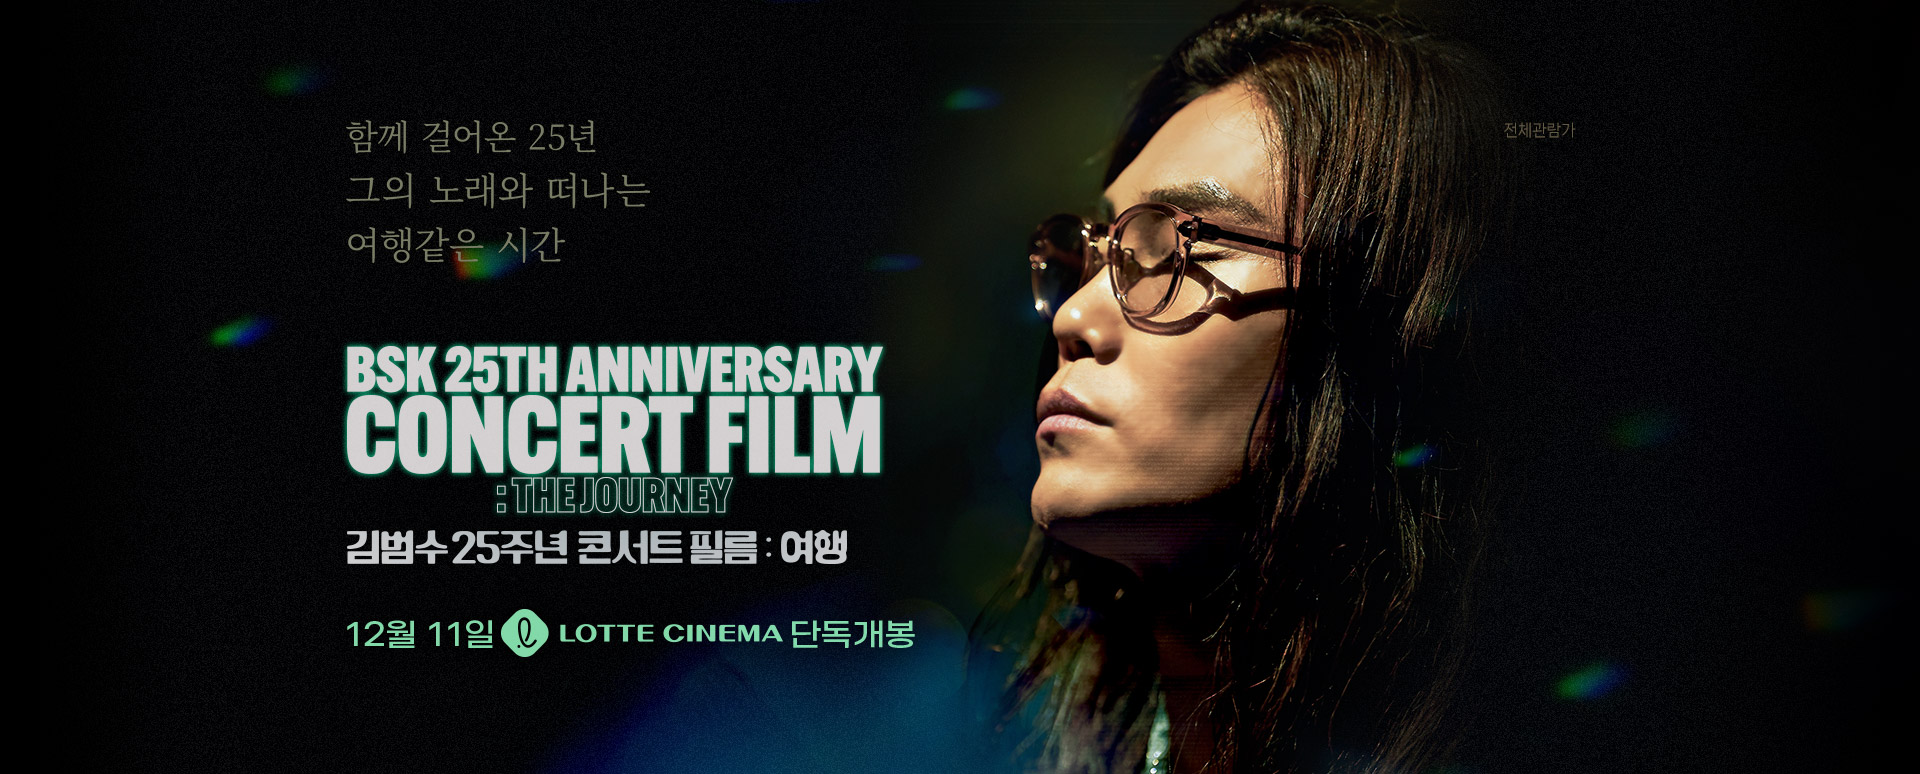 함께 걸어온 25년
그의 노래와 떠나는
여행같은 시간
전체관람가
BSK 25TH ANNIVERSARY
CONCERT FILM
: THE JOURNEY
김범수 25주년 콘서트 필름 : 여행
12월 11일 LOTTE CINEMA 단독개봉